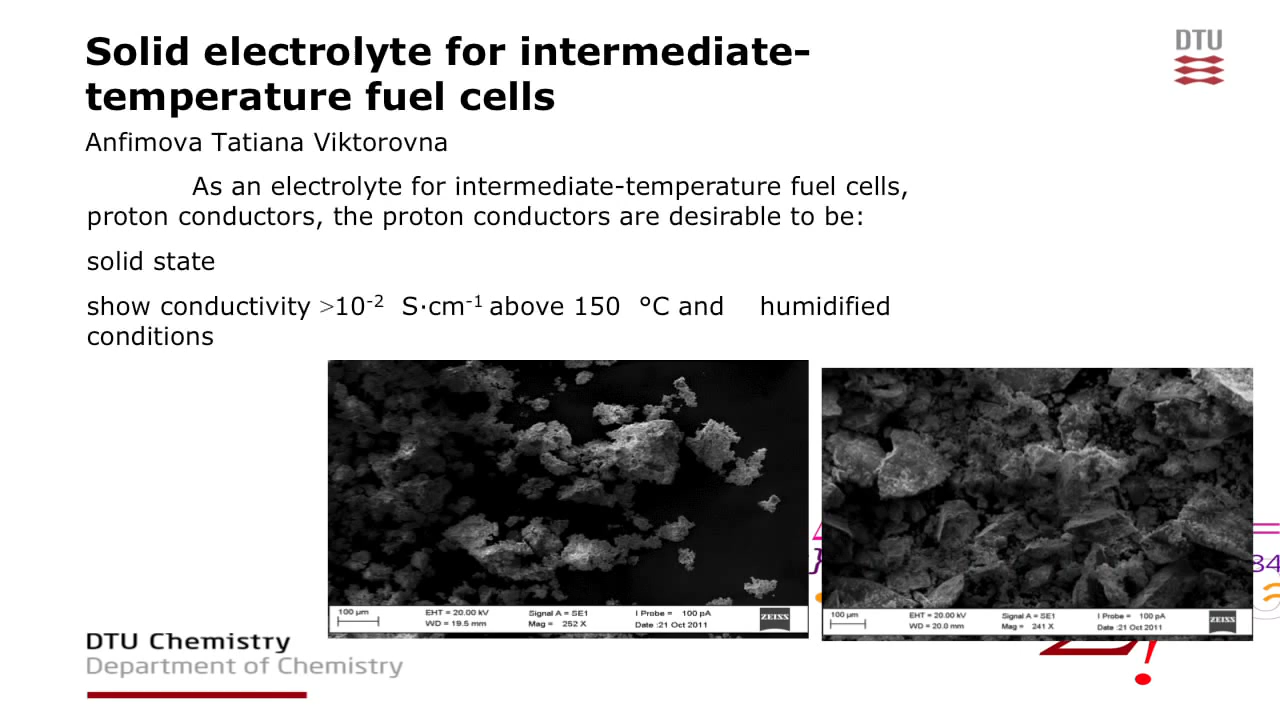 Solid electrolyte for intermediate-
temperature fuel cells
DTU
Anfimova Tatiana Viktorovna
As an electrolyte for intermediate-temperature fuel cells,
proton conductors, the proton conductors are desirable to be:
solid state
show conductivity >10⁻² S·cm⁻¹ above 150 °C and humidified
conditions
100 µm EHT = 20.00 kV Signal A = SE1 I Probe = 100 pA ZEISS
WD = 19.5 mm Mag = 252 X Date :21 Oct 2011
100 µm EHT = 20.00 kV Signal A = SE1 I Probe = 100 pA ZEISS
WD = 20.0 mm Mag = 241 X Date :21 Oct 2011
DTU Chemistry
Department of Chemistry